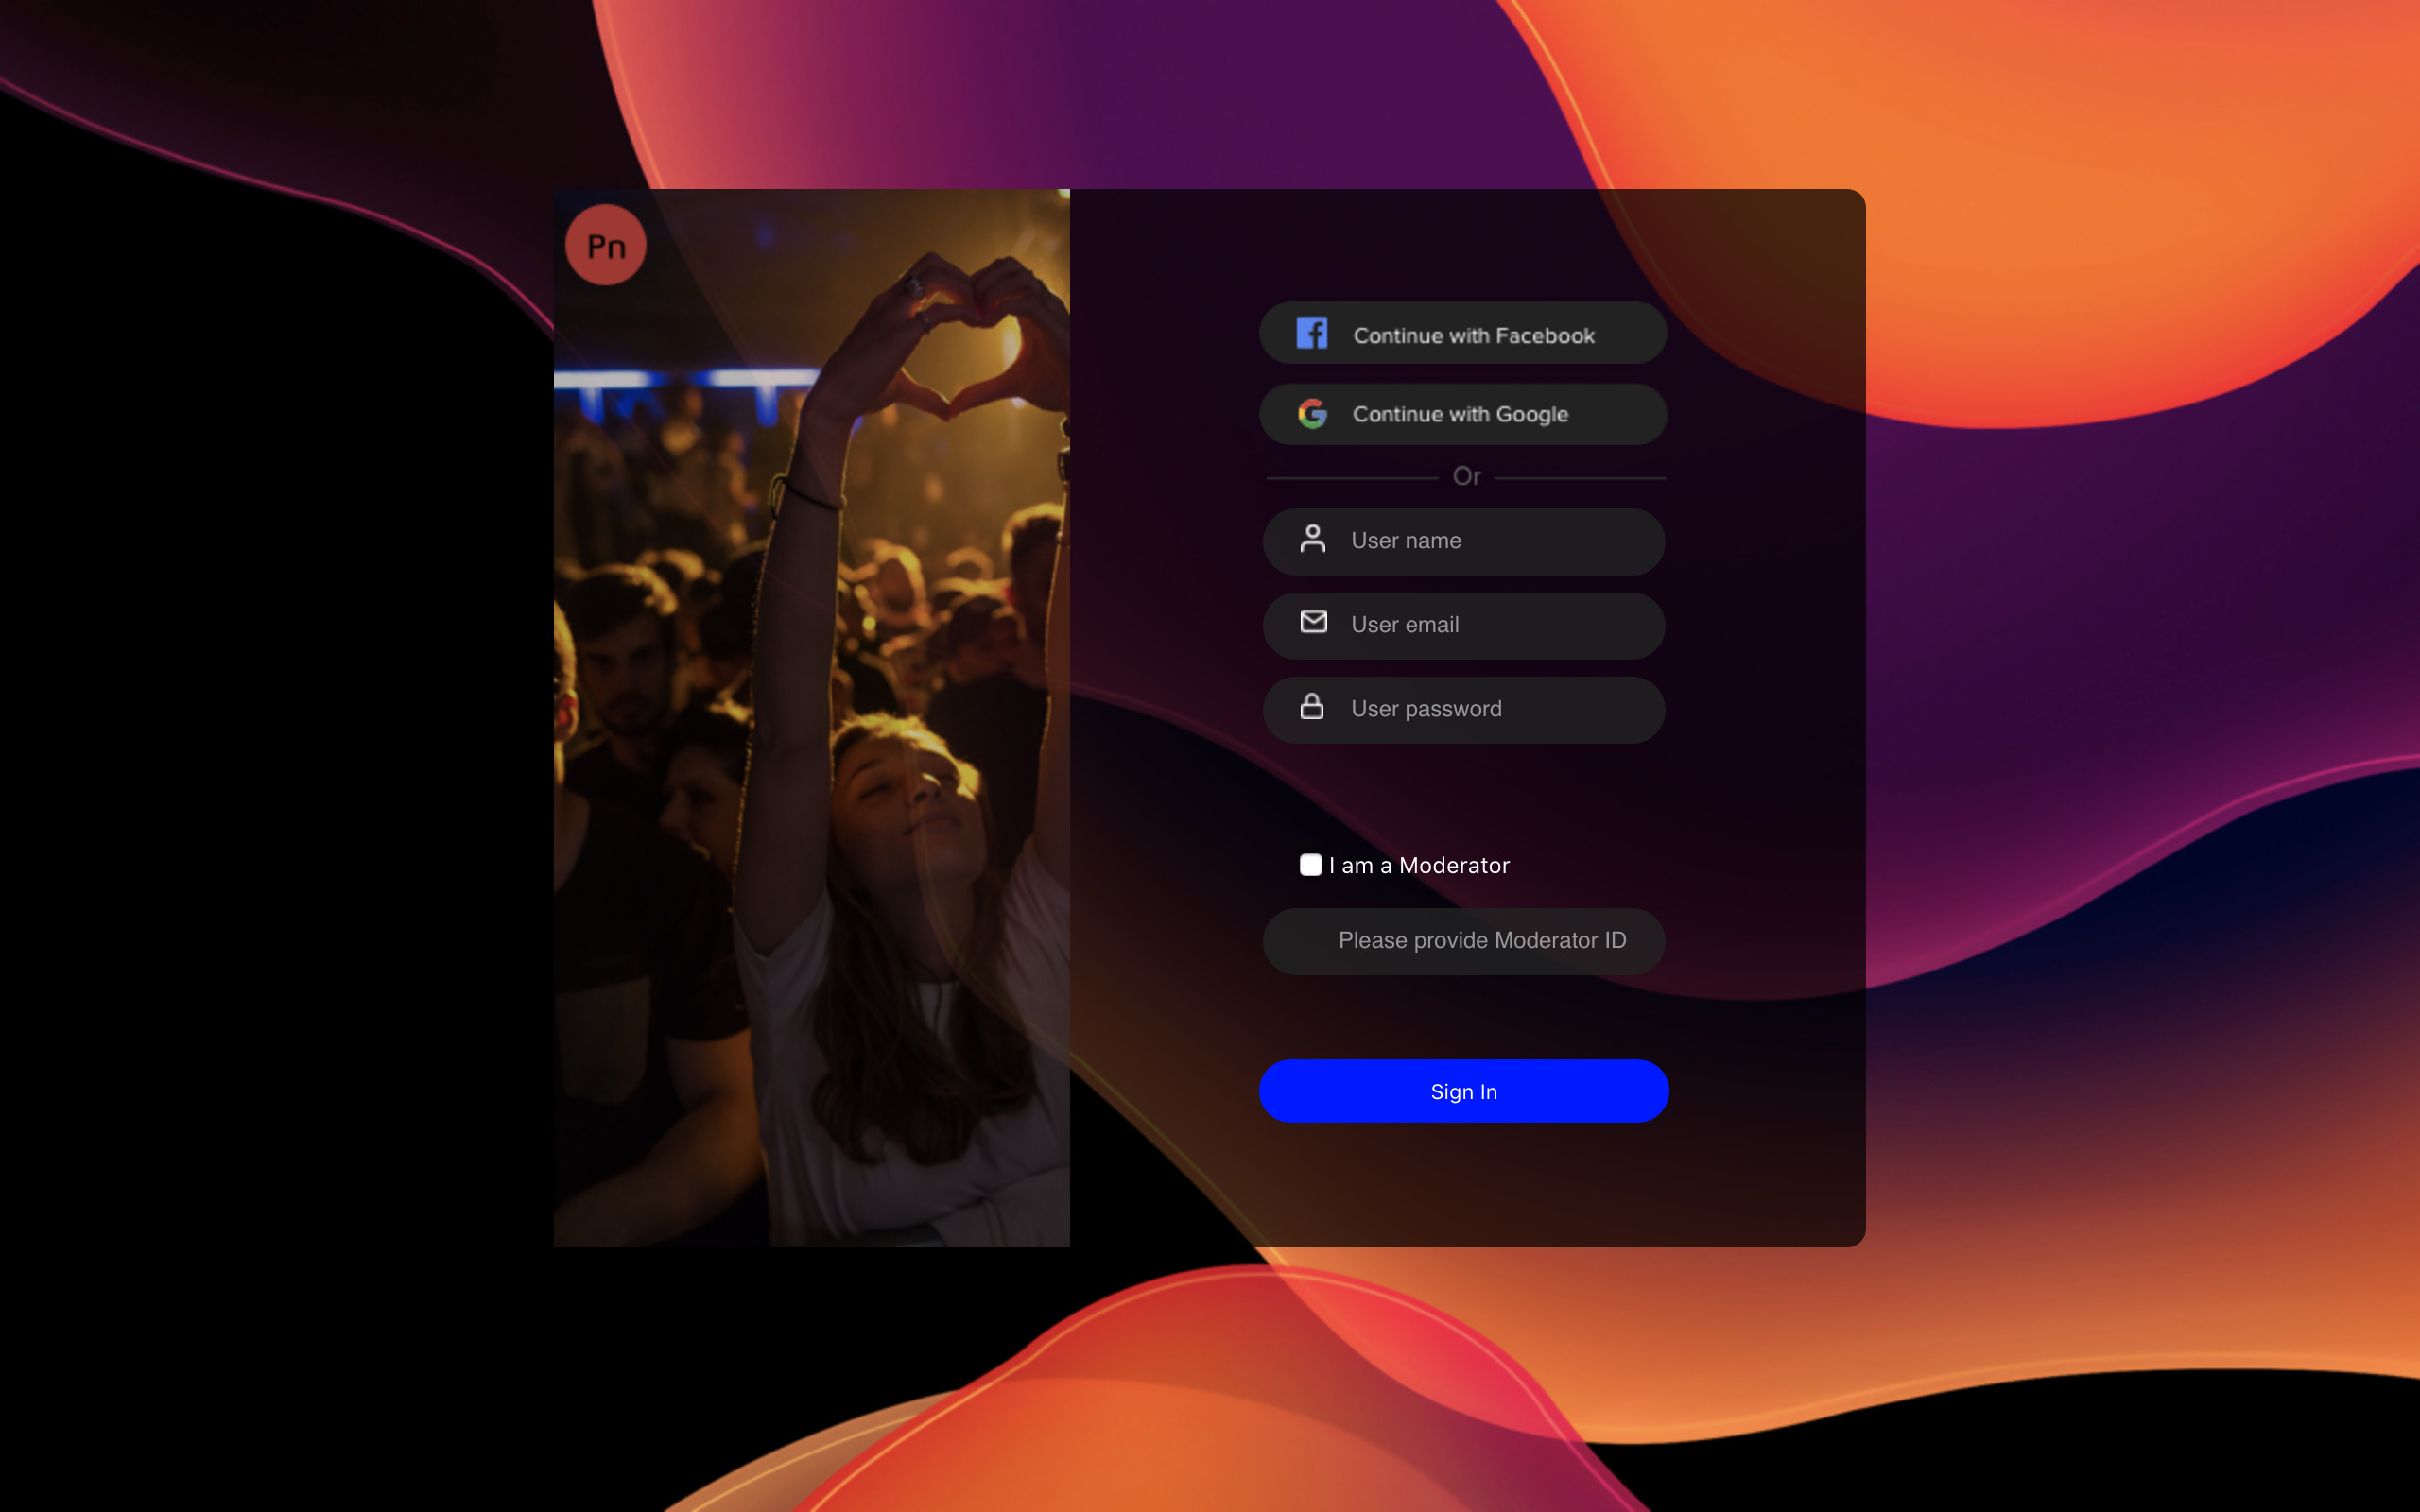 Pn
Continue with Facebook
Continue with Google
Or
User name
User email
User password
I am a Moderator
Please provide Moderator ID
Sign In